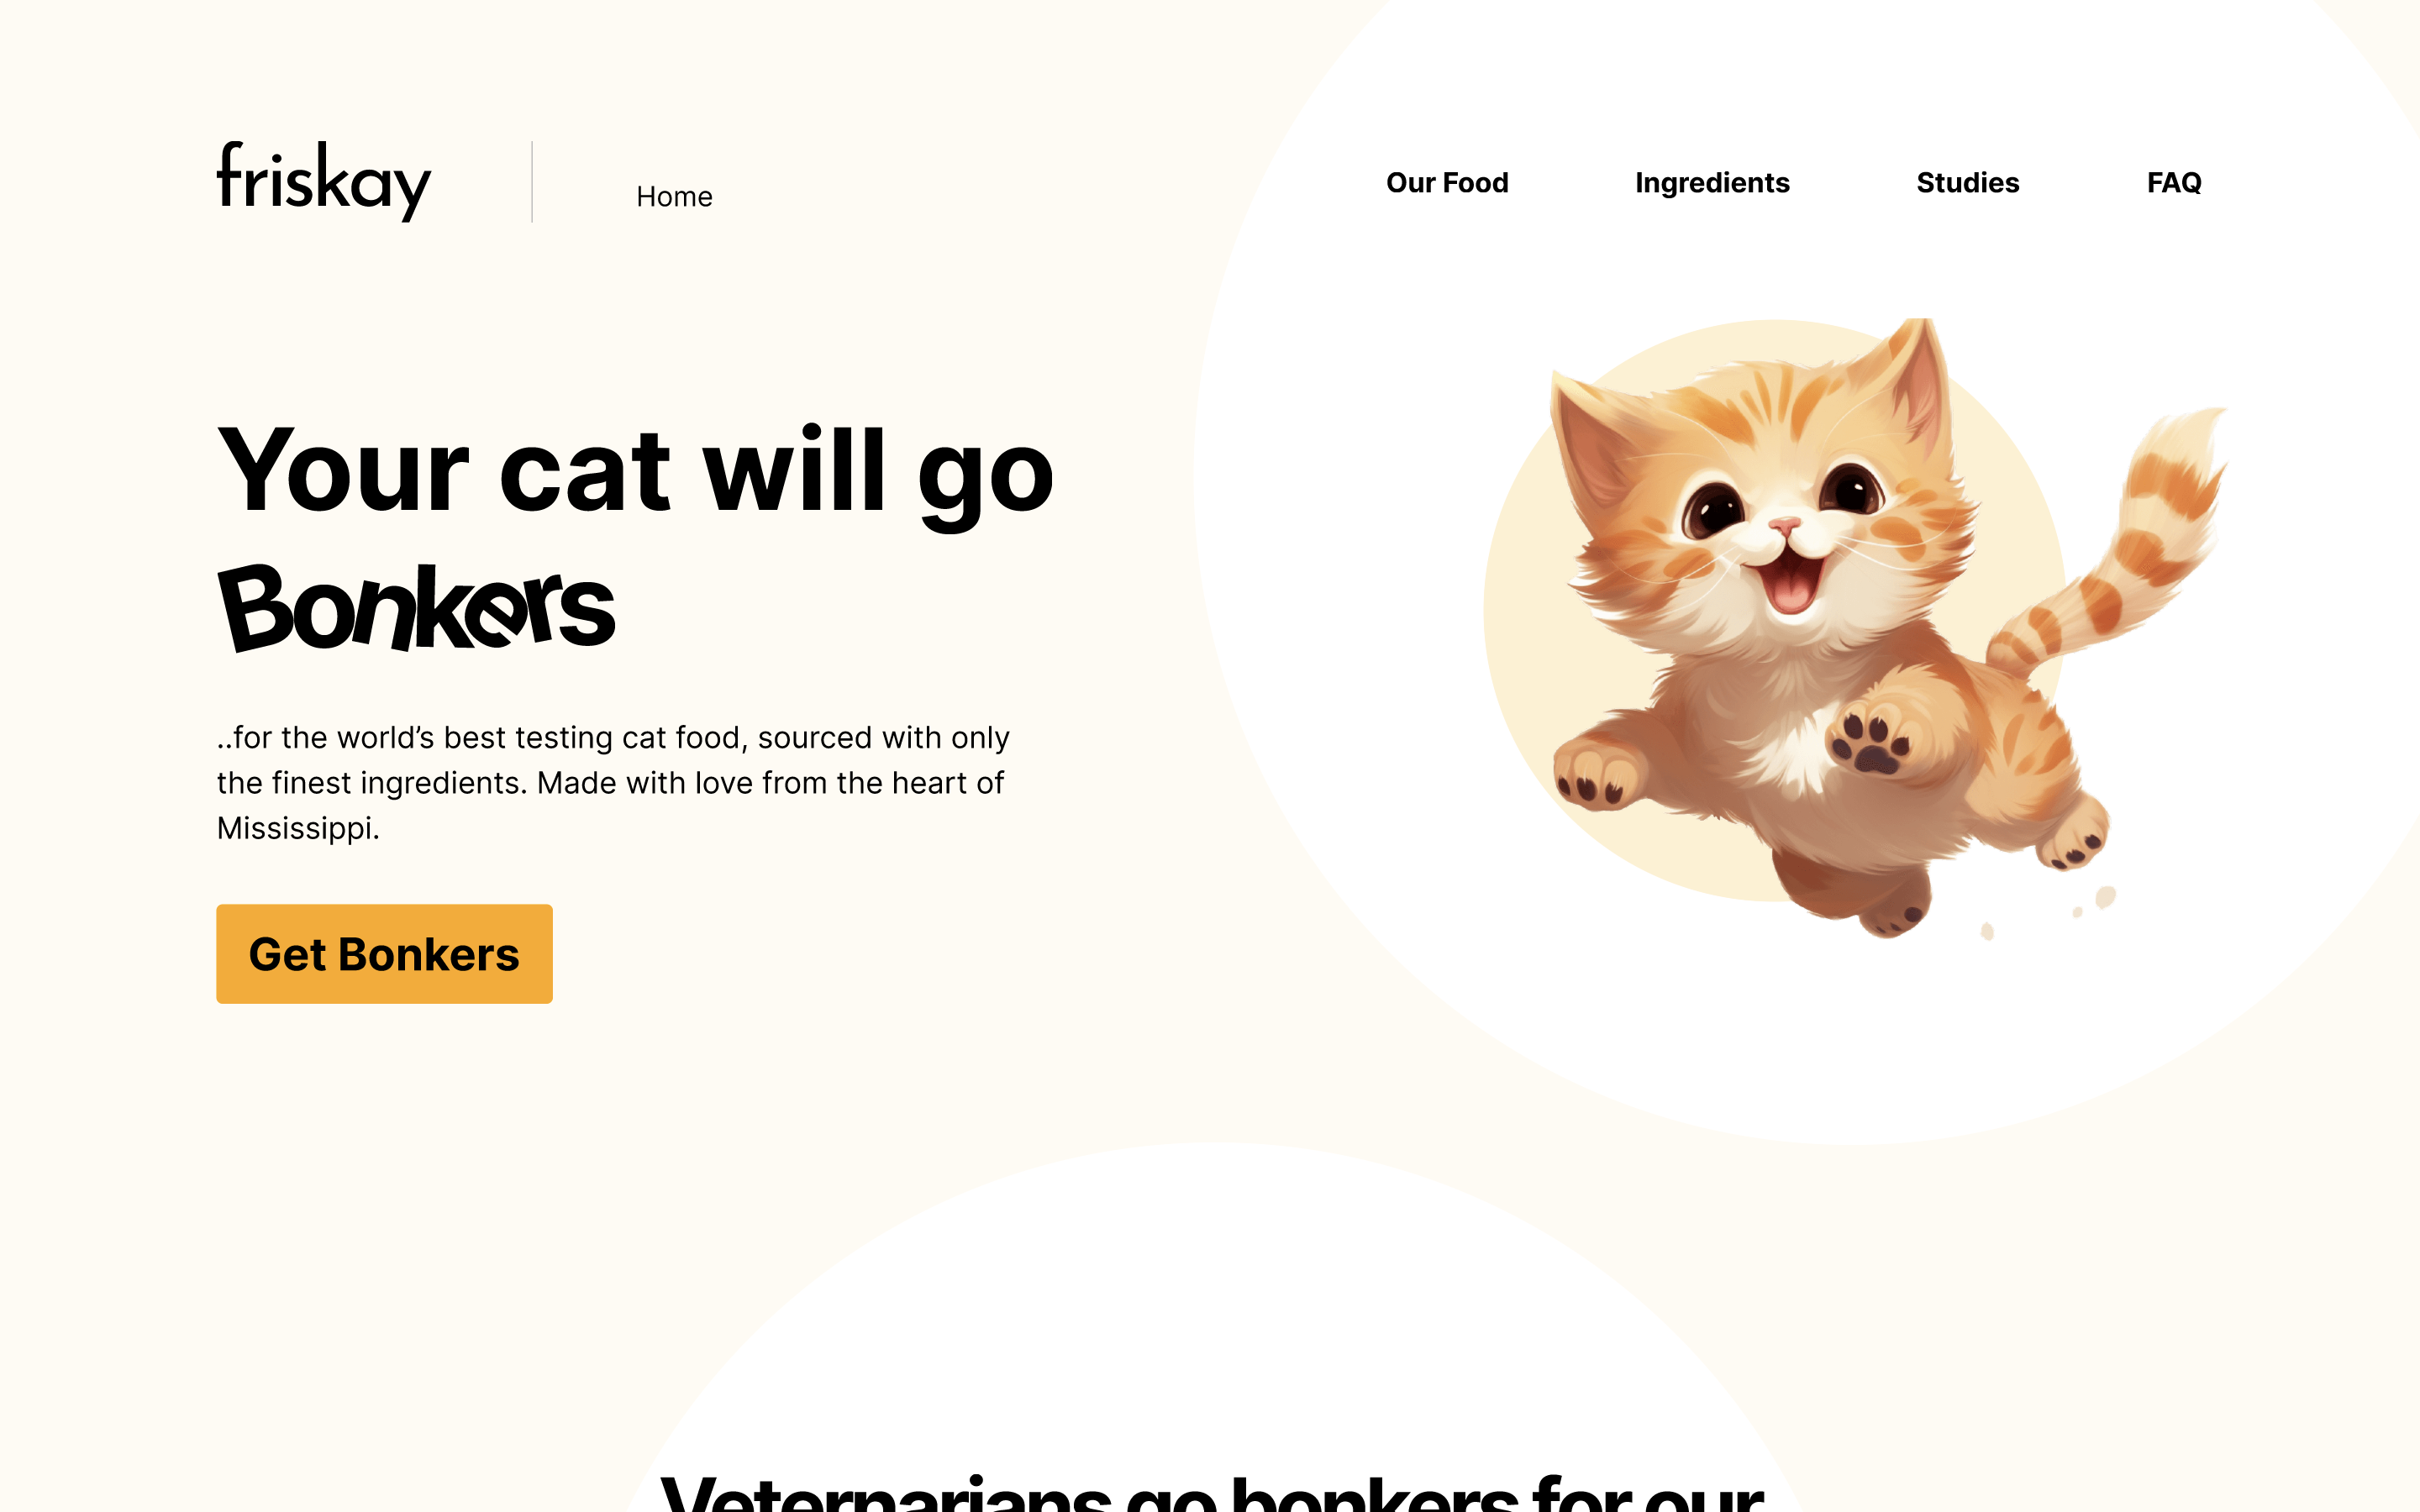 friskay
Home
Our Food
Ingredients
Studies
FAQ
Your cat will go
Bonkers
..for the world’s best testing cat food, sourced with only
the finest ingredients. Made with love from the heart of
Mississippi.
Get Bonkers
Veternarians go bonkers for our